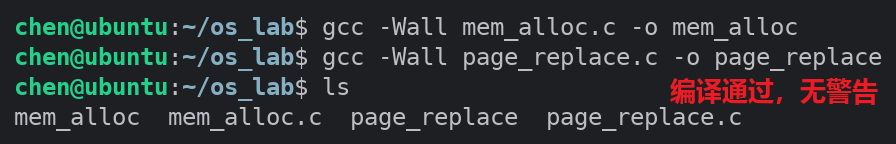 chen@ubuntu:~/os_lab$ gcc -Wall mem_alloc.c -o mem_alloc
chen@ubuntu:~/os_lab$ gcc -Wall page_replace.c -o page_replace
chen@ubuntu:~/os_lab$ ls
编译通过，无警告
mem_alloc  mem_alloc.c  page_replace  page_replace.c